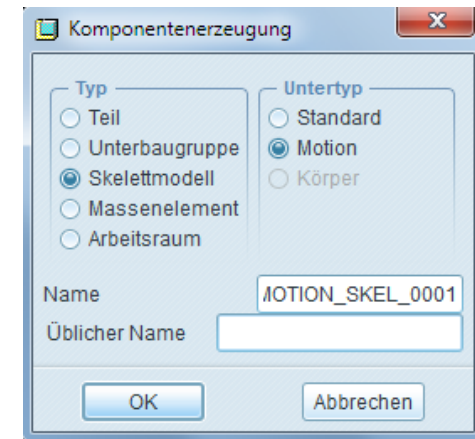 Komponentenerzeugung
Typ
Teil
Unterbaugruppe
Skelettmodell
Massenelement
Arbeitsraum
Untertyp
Standard
Motion
Körper
Name
MOTION_SKEL_0001
Üblicher Name
OK
Abbrechen